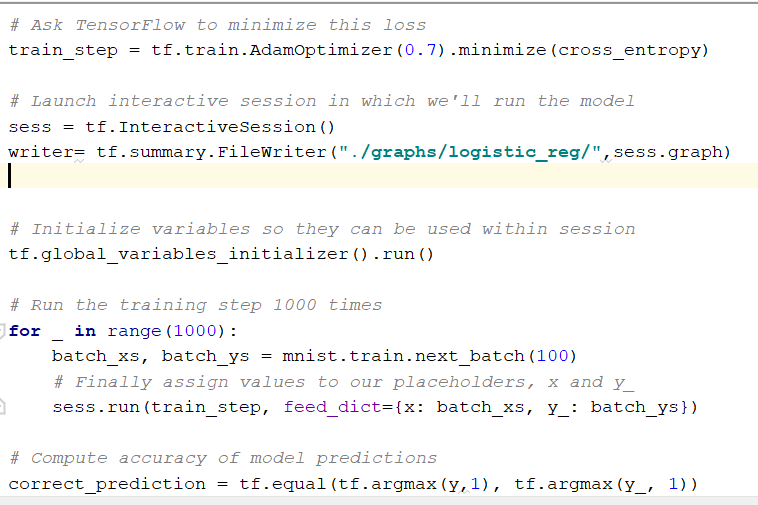 # Ask TensorFlow to minimize this loss
train_step = tf.train.AdamOptimizer(0.7).minimize(cross_entropy)
# Launch interactive session in which we'll run the model
sess = tf.InteractiveSession()
writer= tf.summary.FileWriter("./graphs/logistic_reg/",sess.graph)
# Initialize variables so they can be used within session
tf.global_variables_initializer().run()
# Run the training step 1000 times
for _ in range(1000):
    batch_xs, batch_ys = mnist.train.next_batch(100)
    # Finally assign values to our placeholders, x and y_
    sess.run(train_step, feed_dict={x: batch_xs, y_: batch_ys})
# Compute accuracy of model predictions
correct_prediction = tf.equal(tf.argmax(y,1), tf.argmax(y_, 1))